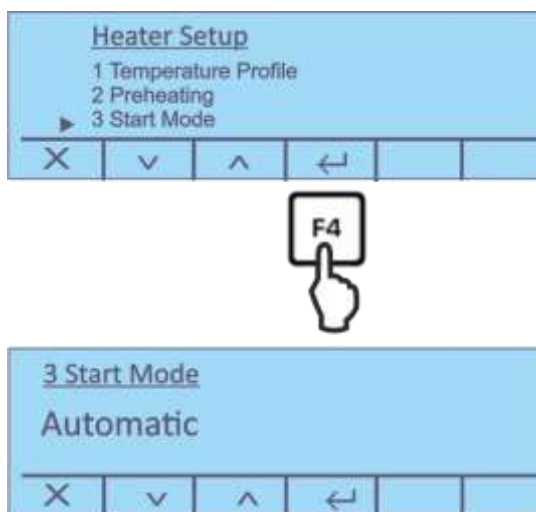 Heater Setup
1 Temperature Profile
2 Preheating
3 Start Mode
F4
3 Start Mode
Automatic